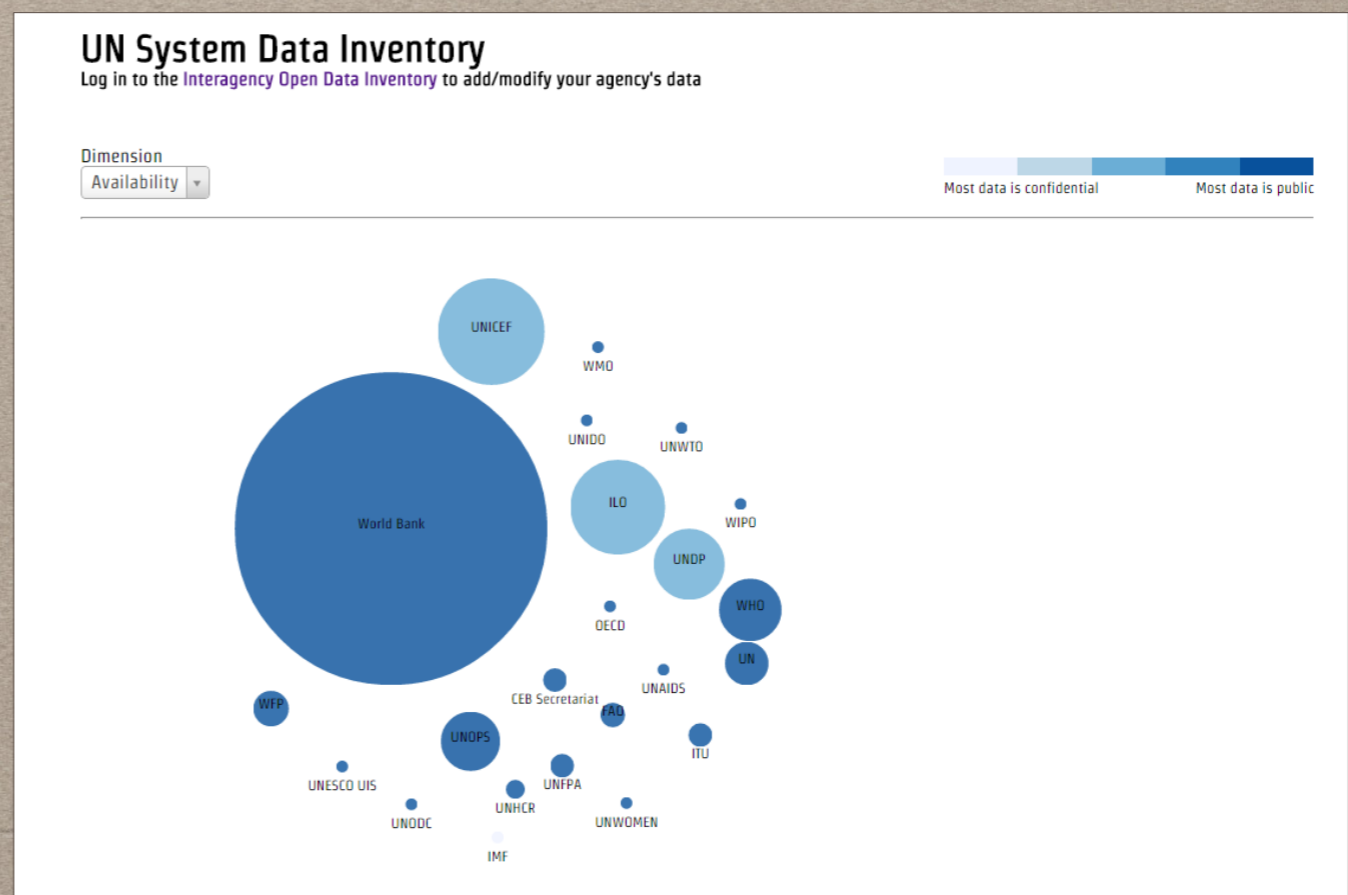 UN System Data Inventory
Log in to the Interagency Open Data Inventory to add/modify your agency's data
Dimension
Availability
Most data is confidential
Most data is public
UNICEF
WMO
UNIDO
UNWTO
ILO
WIPO
World Bank
UNDP
WHO
OECD
UN
UNAIDS
CEB Secretariat
WFP
FAO
UNOPS
ITU
UNESCO UIS
UNFPA
UNHCR
UNODC
UNWOMEN
IMF